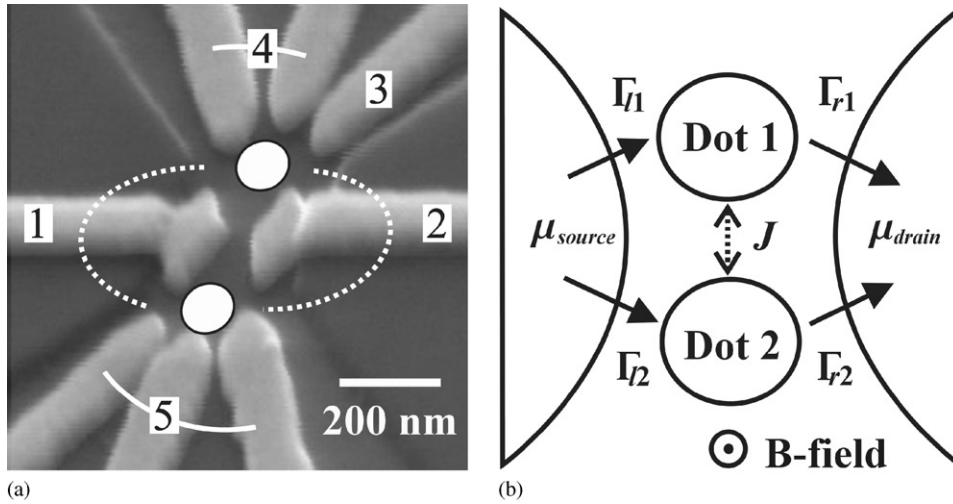 4
3
1
2
5
200 nm
(a)
Γl1
Γr1
Dot 1
μsource
J
μdrain
Dot 2
Γl2
Γr2
B-field
(b)